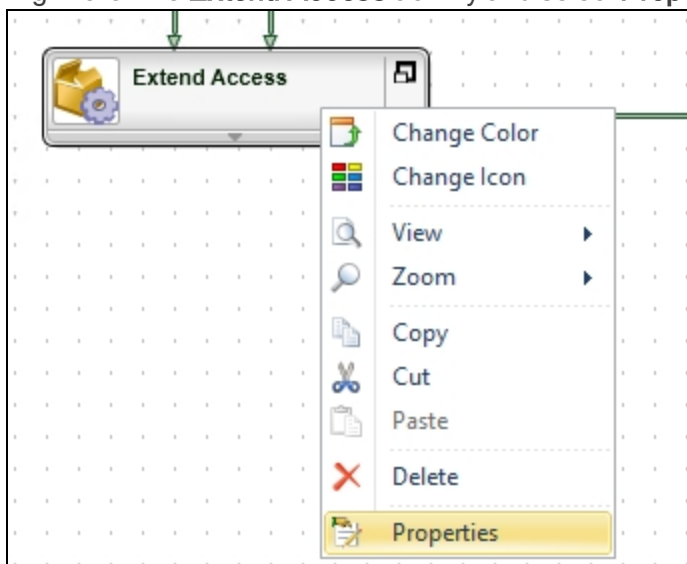 Extend Access
Change Color
Change Icon
View
Zoom
Copy
Cut
Paste
Delete
Properties